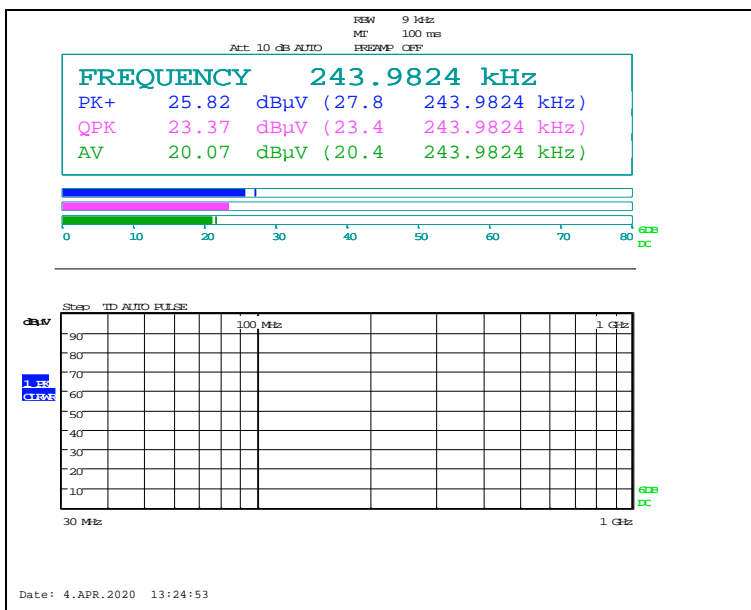 RBW 9 kHz
MT 100 ms
Att 10 dB AUTO PREAMP OFF
FREQUENCY 243.9824 kHz
PK+ 25.82 dBµV (27.8 243.9824 kHz)
QPK 23.37 dBµV (23.4 243.9824 kHz)
AV 20.07 dBµV (20.4 243.9824 kHz)
0 10 20 30 40 50 60 70 80
6DB
DC
Step TD AUTO PULSE
dBµV 100 MHz 1 GHz
90
80
70
1 PK
CLRWR
60
50
40
30
20
10
6DB
DC
30 MHz 1 GHz
Date: 4.APR.2020 13:24:53